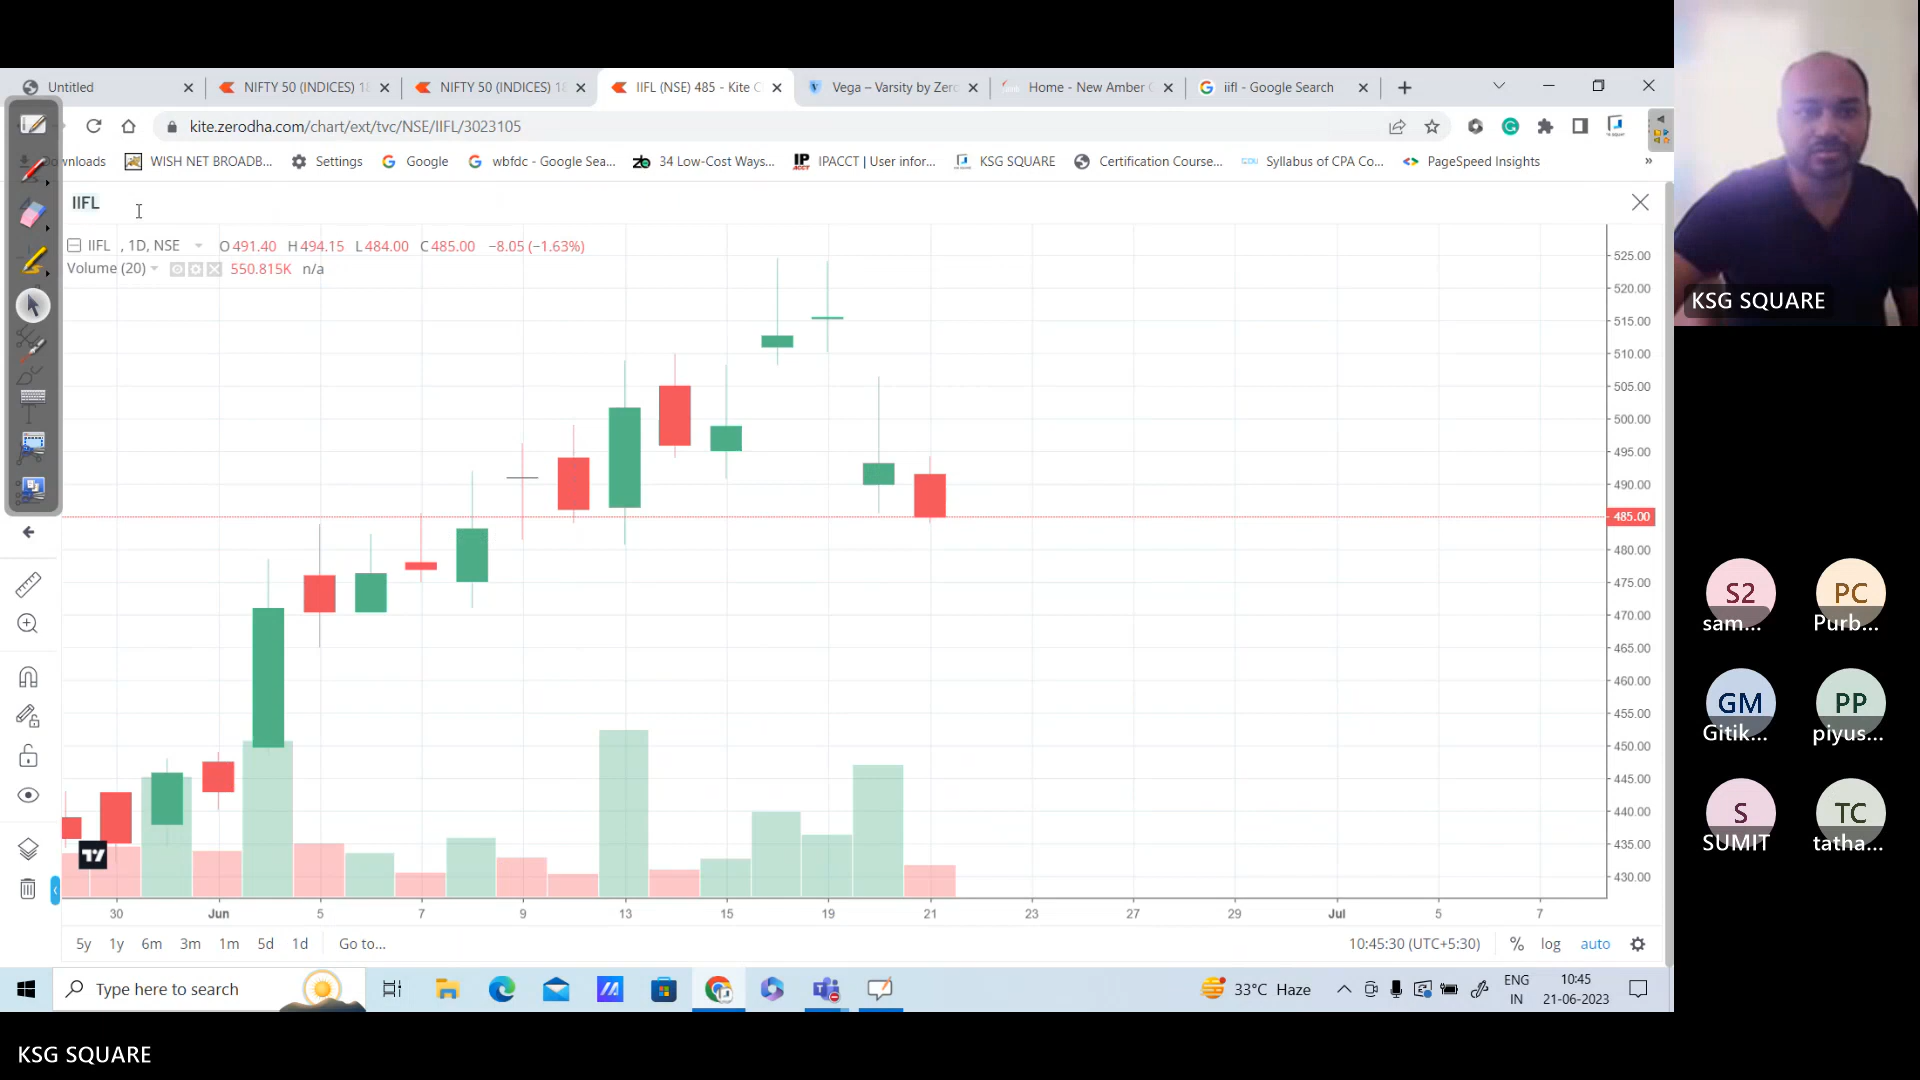 Untitled
NIFTY 50 (INDICES) 1
NIFTY 50 (INDICES) 18
IIFL (NSE) 485 - Kite C
Vega – Varsity by Zero
Home - New Amber C
iifl - Google Search
kite.zerodha.com/chart/ext/tvc/NSE/IIFL/3023105
ownloads
WISH NET BROADB...
Settings
Google
wbfdc - Google Sea...
34 Low-Cost Ways...
IPACCT | User infor...
KSG SQUARE
Certification Course...
Syllabus of CPA Co...
PageSpeed Insights
»
IIFL
IIFL , 1D, NSE O491.40 H494.15 L484.00 C485.00 −8.05 (−1.63%)
Volume (20) 550.815K n/a
525.00
520.00
515.00
510.00
505.00
500.00
495.00
490.00
485.00
480.00
475.00
470.00
465.00
460.00
455.00
450.00
445.00
440.00
435.00
430.00
30 Jun 5 7 9 13 15 19 21 23 27 29 Jul 5 7
5y 1y 6m 3m 1m 5d 1d Go to... 10:45:30 (UTC+5:30) % log auto
Type here to search
33°C Haze
ENG
IN
10:45
21-06-2023
KSG SQUARE
S2 PC
sam... Purb...
GM PP
Gitik... piyus...
S TC
SUMIT tatha...
KSG SQUARE